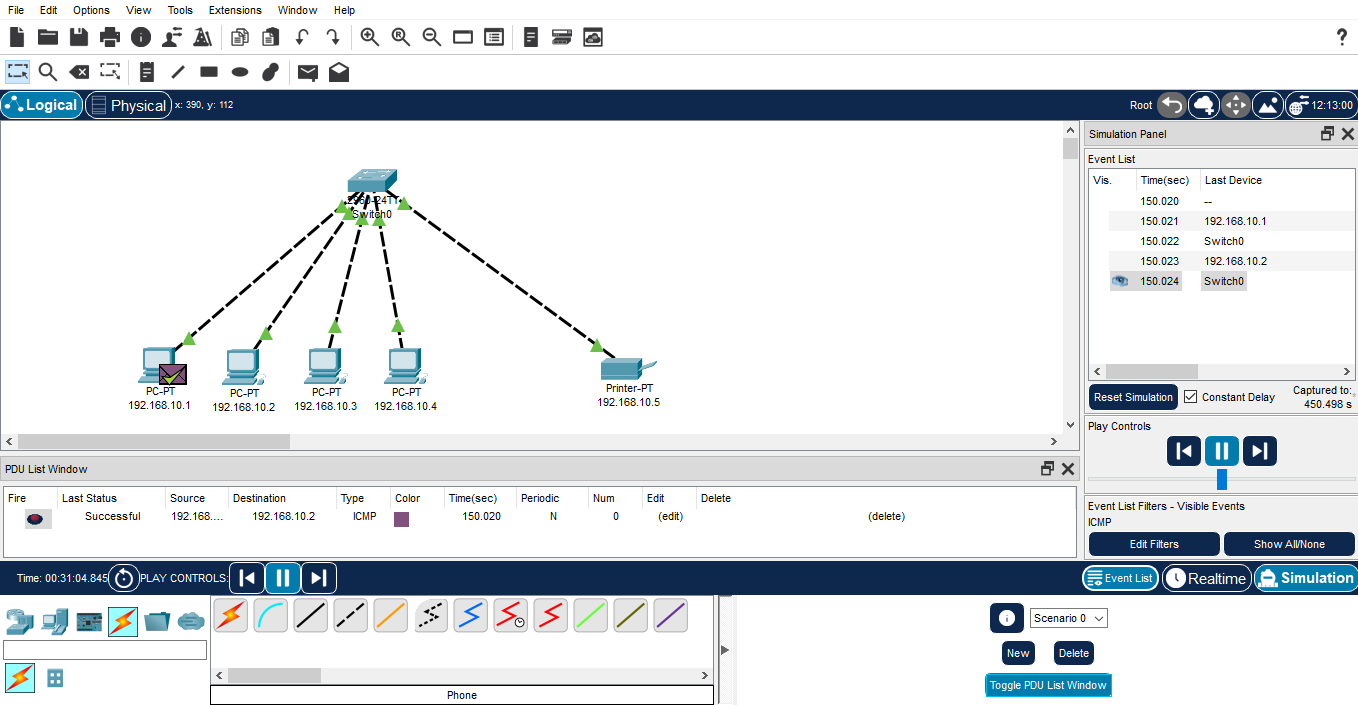 File Edit Options View Tools Extensions Window Help
?
Logical Physical x: 390, y: 112 Root 12:13:00
Simulation Panel
Event List
Vis. Time(sec) Last Device
150.020 --
150.021 192.168.10.1
150.022 Switch0
150.023 192.168.10.2
150.024 Switch0
Reset Simulation Constant Delay Captured to:
450.498 s
Play Controls
Event List Filters - Visible Events
ICMP
Edit Filters Show All/None
2960-24TT
Switch0
PC-PT
192.168.10.1
PC-PT
192.168.10.2
PC-PT
192.168.10.3
PC-PT
192.168.10.4
Printer-PT
192.168.10.5
PDU List Window
Fire Last Status Source Destination Type Color Time(sec) Periodic Num Edit Delete
Successful 192.168.... 192.168.10.2 ICMP 150.020 N 0 (edit) (delete)
Time: 00:31:04.845 PLAY CONTROLS: Event List Realtime Simulation
Scenario 0
New Delete
Toggle PDU List Window
Phone